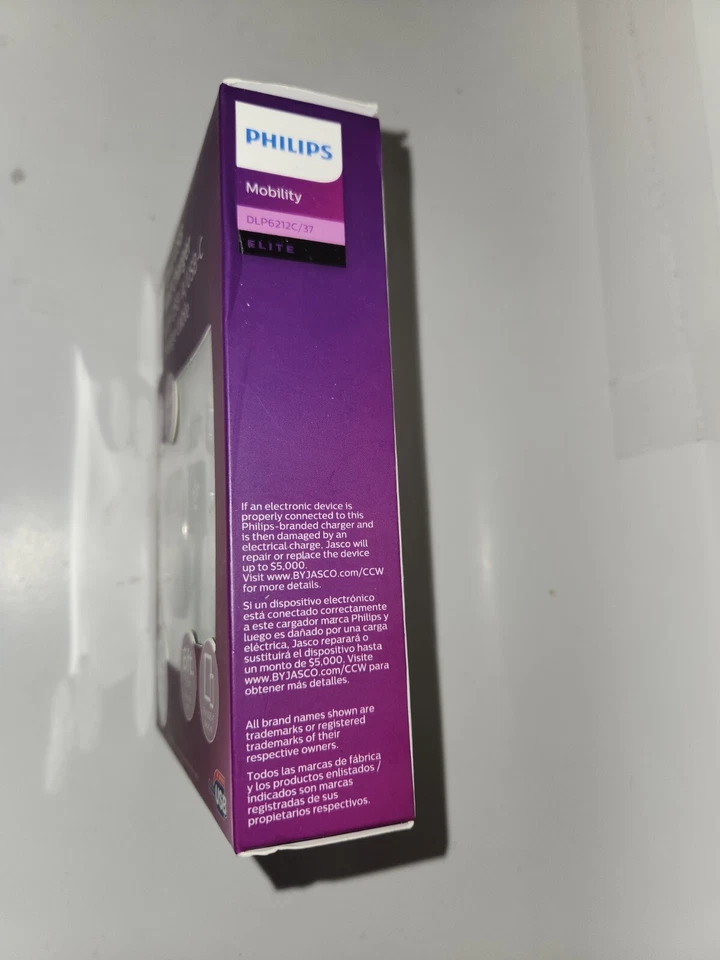 PHILIPS
Mobility
DLP6212C/37
ELITE
If an electronic device is
properly connected to this
Philips-branded charger and
is then damaged by an
electrical charge, Jasco will
repair or replace the device
up to $5,000.
Visit www.BYJASCO.com/CCW
for more details.
Si un dispositivo electrónico
está conectado correctamente
a este cargador marca Philips y
luego es dañado por una carga
eléctrica, Jasco reparará o
sustituirá el dispositivo hasta
un monto de $5,000. Visite
www.BYJASCO.com/CCW para
obtener más detalles.
All brand names shown are
trademarks or registered
trademarks of their
respective owners.
Todos las marcas de fábrica
y los productos enlistados /
indicados son marcas
registradas de sus
propietarios respectivos.
USB